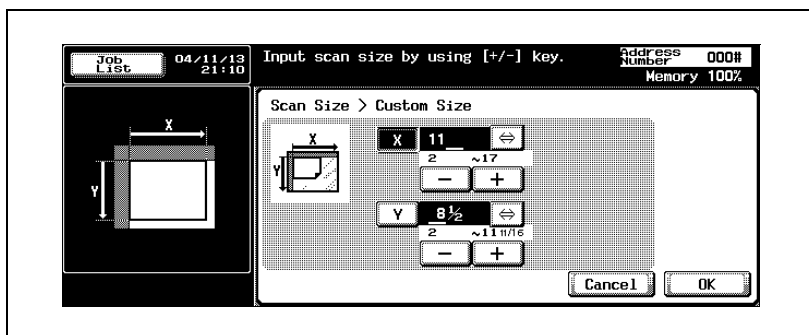 Job List
04/11/13
21:10
Input scan size by using [+/-] key.
Address Number 000#
Memory 100%
Scan Size > Custom Size
X
Y
X
Y
X 11 ⇔
2 ~17
− +
Y 8½ ⇔
2 ~11 11/16
− +
Cancel OK